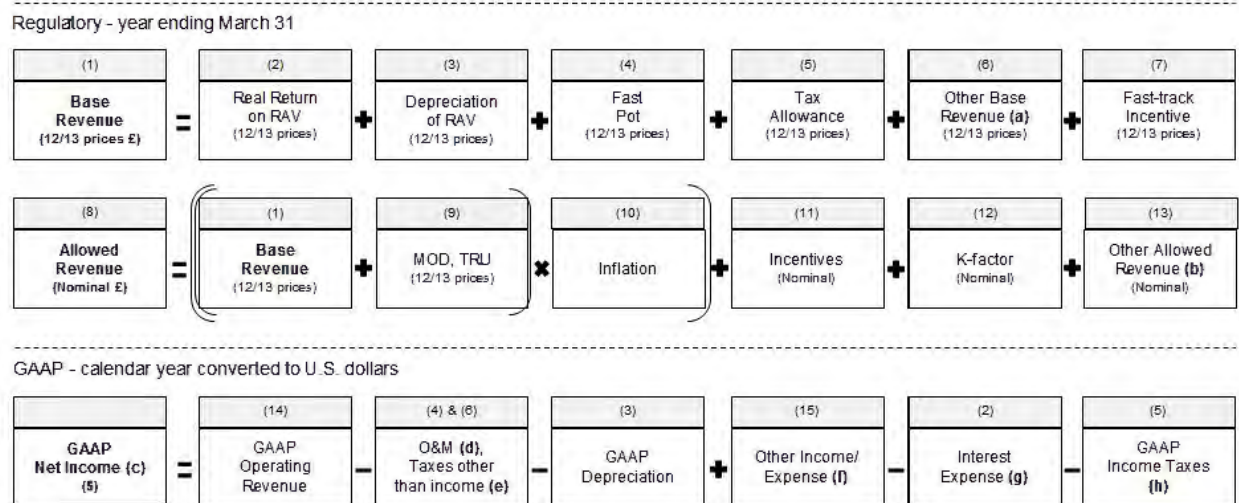 Regulatory - year ending March 31
(1) (2) (3) (4) (5) (6) (7)
Base Revenue (12/13 prices £) = Real Return on RAV (12/13 prices) + Depreciation of RAV (12/13 prices) + Fast Pot (12/13 prices) + Tax Allowance (12/13 prices) + Other Base Revenue (a) (12/13 prices) + Fast-track Incentive (12/13 prices)
(8) (1) (9) (10) (11) (12) (13)
Allowed Revenue (Nominal £) = ( ( Base Revenue (12/13 prices) + MOD, TRU (12/13 prices) ) × Inflation ) + Incentives (Nominal) + K-factor (Nominal) + Other Allowed Revenue (b) (Nominal)
GAAP - calendar year converted to U.S. dollars
(14) (4) & (6) (3) (15) (2) (5)
GAAP Net Income (c) ($) = GAAP Operating Revenue − O&M (d), Taxes other than income (e) − GAAP Depreciation + Other Income/ Expense (f) − Interest Expense (g) − GAAP Income Taxes (h)